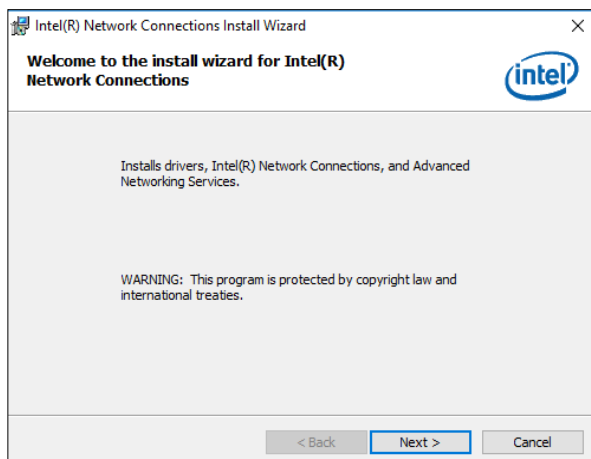 Intel(R) Network Connections Install Wizard
Welcome to the install wizard for Intel(R)
Network Connections
intel
Installs drivers, Intel(R) Network Connections, and Advanced
Networking Services.
WARNING: This program is protected by copyright law and
international treaties.
< Back
Next >
Cancel